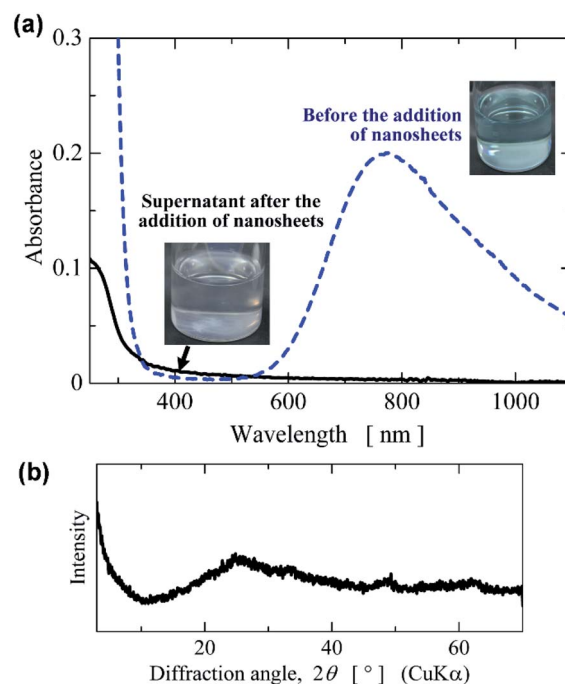 (a)
0.3
0.2
0.1
0
Absorbance
Before the addition
of nanosheets
Supernatant after the
addition of nanosheets
400
600
800
1000
Wavelength [ nm ]
(b)
Intensity
20
40
60
Diffraction angle, 2θ [ ° ] (CuKα)